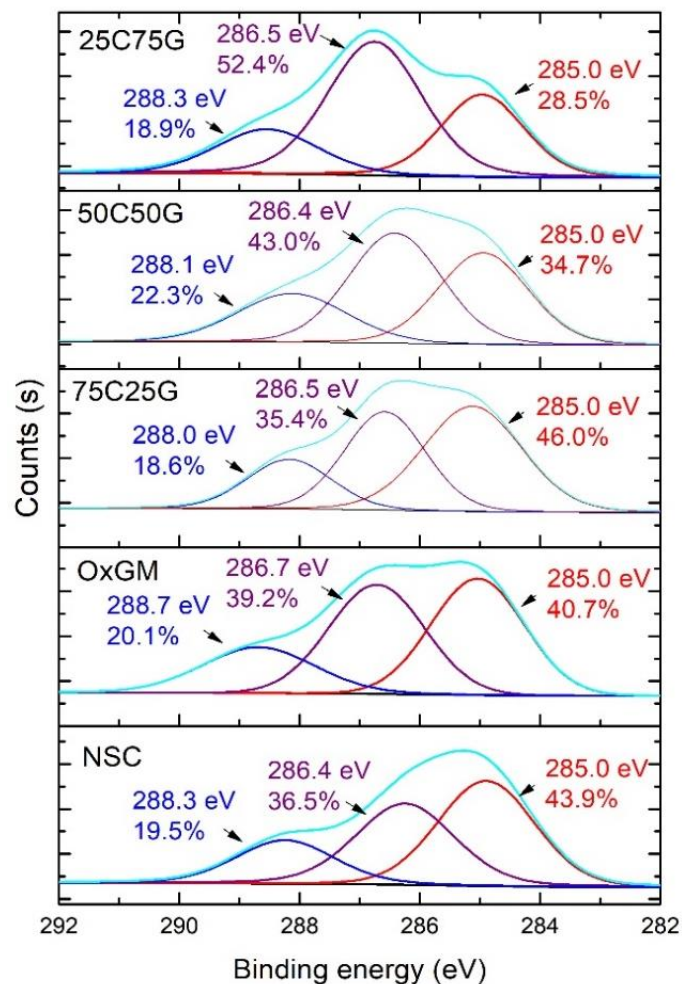 25C75G
286.5 eV
52.4%
285.0 eV
28.5%
288.3 eV
18.9%
50C50G
286.4 eV
43.0%
285.0 eV
34.7%
288.1 eV
22.3%
75C25G
286.5 eV
35.4%
285.0 eV
46.0%
288.0 eV
18.6%
OxGM
286.7 eV
39.2%
285.0 eV
40.7%
288.7 eV
20.1%
NSC
286.4 eV
36.5%
285.0 eV
43.9%
288.3 eV
19.5%
Counts (s)
292 290 288 286 284 282
Binding energy (eV)